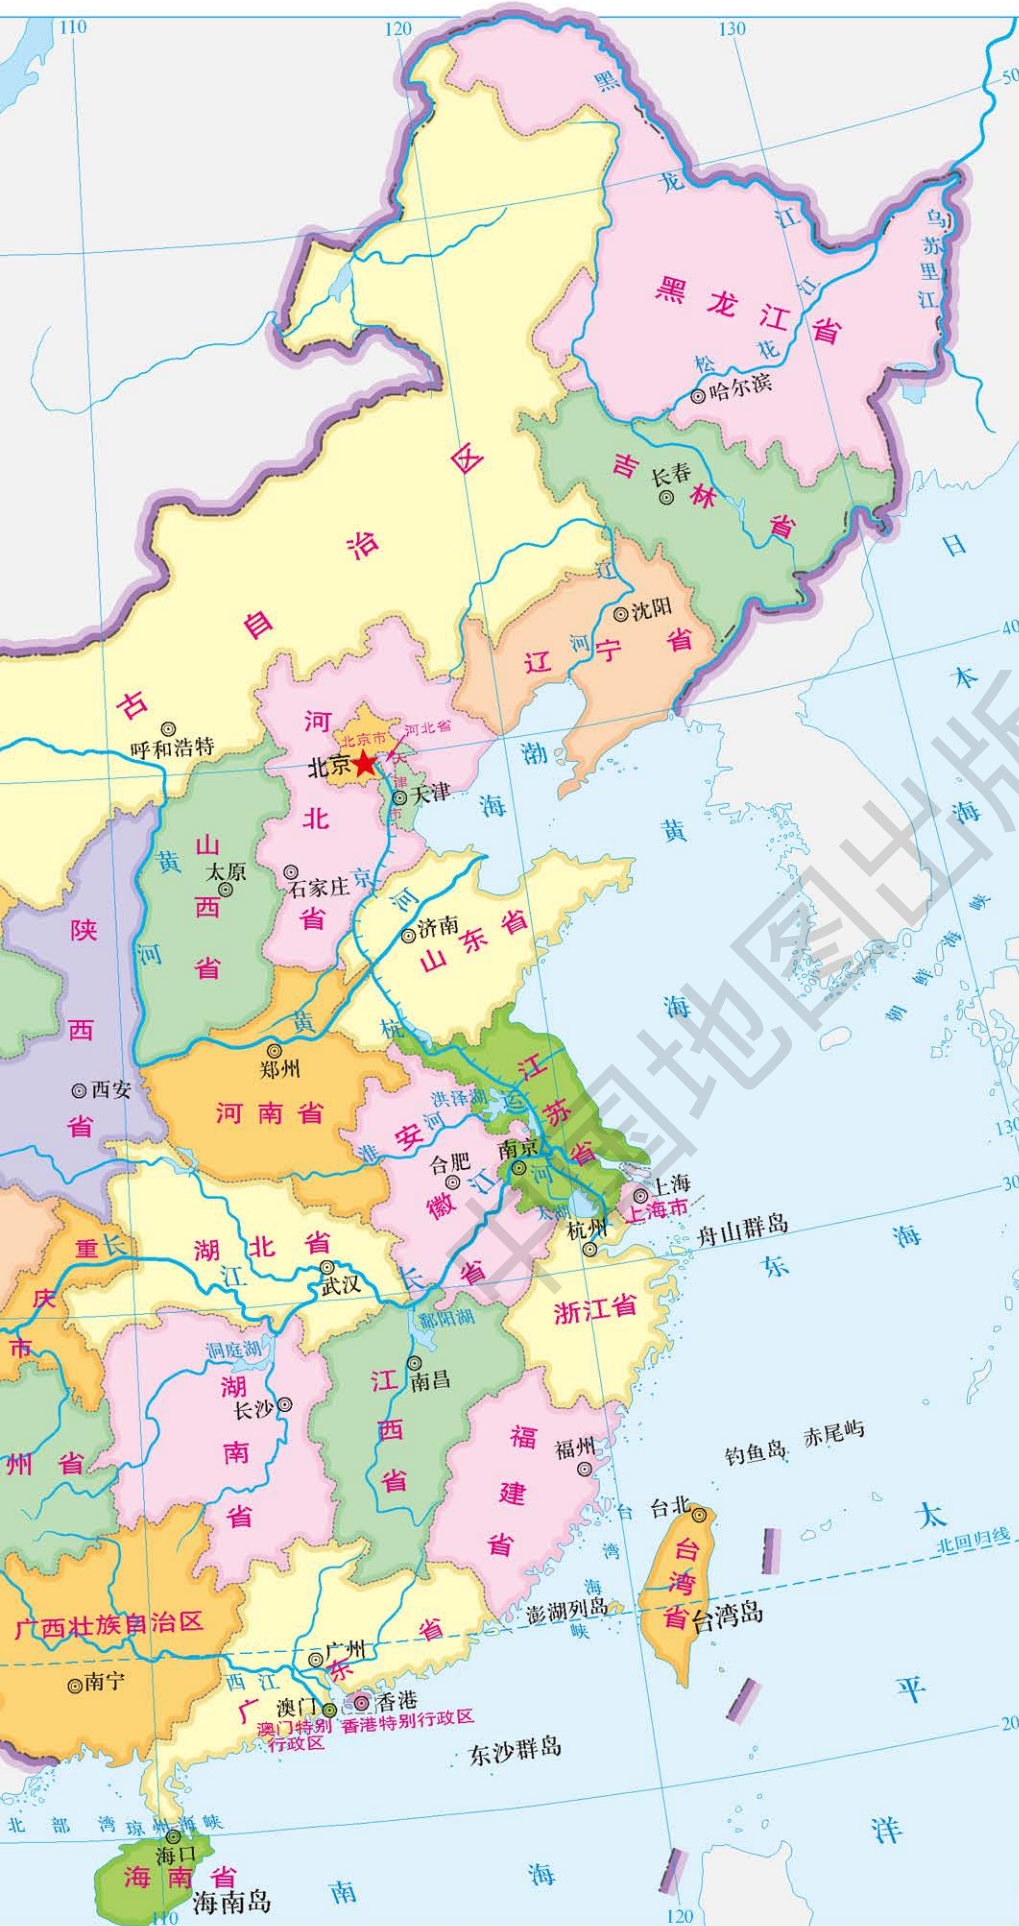 110
120
130
50
黑
龙
江
乌苏里江
黑龙江省
松花江
哈尔滨
吉林省
长春
日本海
区
治
自
古
辽河
沈阳
辽宁省
40
呼和浩特
河北省
北京市
河北省
北京
天津市
天津
渤海
黄海
黄河
山西省
太原
石家庄
陕西省
京
河
济南
山东省
朝鲜海峡
黄
杭
郑州
河南省
西安
江苏省
洪泽湖
运
河
淮河
安徽省
合肥
南京
江
太湖
上海
上海市
杭州
舟山群岛
130
30
东海
重庆市
长
江
湖北省
武汉
长
浙江省
鄱阳湖
洞庭湖
湖南省
长沙
江西省
南昌
州省
福建省
福州
钓鱼岛
赤尾屿
台北
台湾省
台湾岛
台湾海峡
澎湖列岛
太平洋
北回归线
广西壮族自治区
南宁
广东省
广州
西江
澳门
香港
澳门特别
行政区
香港特别行政区
东沙群岛
20
北部湾
琼州海峡
海口
海南省
海南岛
南海
110
120
中国地图出版